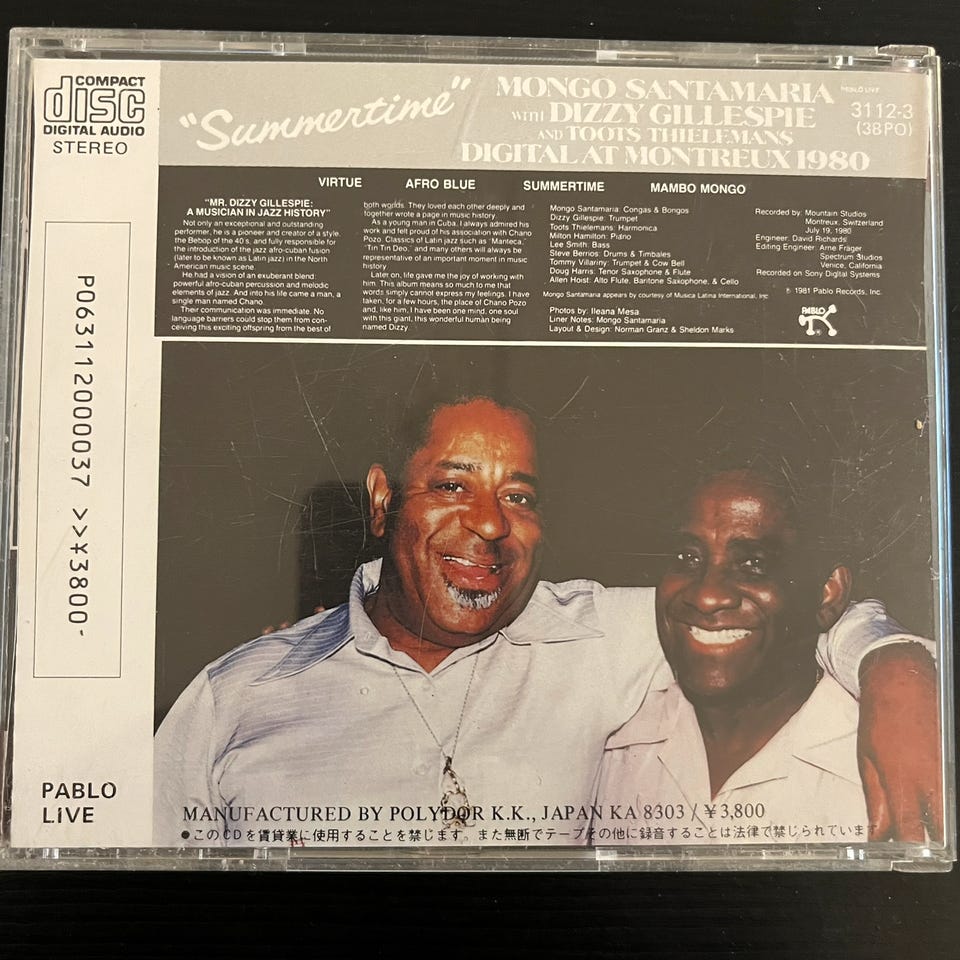 COMPACT
disc
DIGITAL AUDIO
STEREO
"Summertime"
MONGO SANTAMARIA
WITH DIZZY GILLESPIE
AND TOOTS THIELEMANS
DIGITAL AT MONTREUX 1980
PABLO LIVE
3112-3
(38PO)
VIRTUE AFRO BLUE SUMMERTIME MAMBO MONGO
"MR. DIZZY GILLESPIE:
A MUSICIAN IN JAZZ HISTORY"
Not only an exceptional and outstanding
performer, he is a pioneer and creator of a style,
the Bebop of the 40's, and fully responsible for
the introduction of the jazz afro-cuban fusion
(later to be known as Latin jazz) in the North
American music scene.
He had a vision of an exuberant blend:
powerful afro-cuban percussion and melodic
elements of jazz. And into his life came a man, a
single man named Chano.
Their communication was immediate. No
language barriers could stop them from con-
ceiving this exciting offspring from the best of
both worlds. They loved each other deeply and
together wrote a page in music history.
As a young man in Cuba, I always admired his
work and felt proud of his association with Chano
Pozo. Classics of Latin jazz such as "Manteca,"
"Tin Tin Deo," and many others will always be
representative of an important moment in music
history
Later on, life gave me the joy of working with
him. This album means so much to me that
words simply cannot express my feelings. I have
taken, for a few hours, the place of Chano Pozo
and, like him, I have been one mind, one soul
with this giant, this wonderful human being
named Dizzy.
Mongo Santamaria: Congas & Bongos
Dizzy Gillespie: Trumpet
Toots Thielemans: Harmonica
Milton Hamilton: Piano
Lee Smith: Bass
Steve Berrios: Drums & Timbales
Tommy Villariny: Trumpet & Cow Bell
Doug Harris: Tenor Saxophone & Flute
Allen Hoist: Alto Flute, Baritone Saxophone, & Cello
Mongo Santamaria appears by courtesy of Musica Latina International, Inc
Photos by: Ileana Mesa
Liner Notes: Mongo Santamaria
Layout & Design: Norman Granz & Sheldon Marks
Recorded by: Mountain Studios
Montreux, Switzerland
July 19, 1980
Engineer: David Richards
Editing Engineer: Arne Fräger
Spectrum Studios
Venice, California
Recorded on Sony Digital Systems
℗ 1981 Pablo Records, Inc.
PABLO
P0631120000037 >>¥3800-
PABLO
LIVE
MANUFACTURED BY POLYDOR K.K., JAPAN KA 8303 / ¥3,800
●このCDを賃貸業に使用することを禁じます。また無断でテープその他に録音することは法律で禁じられています